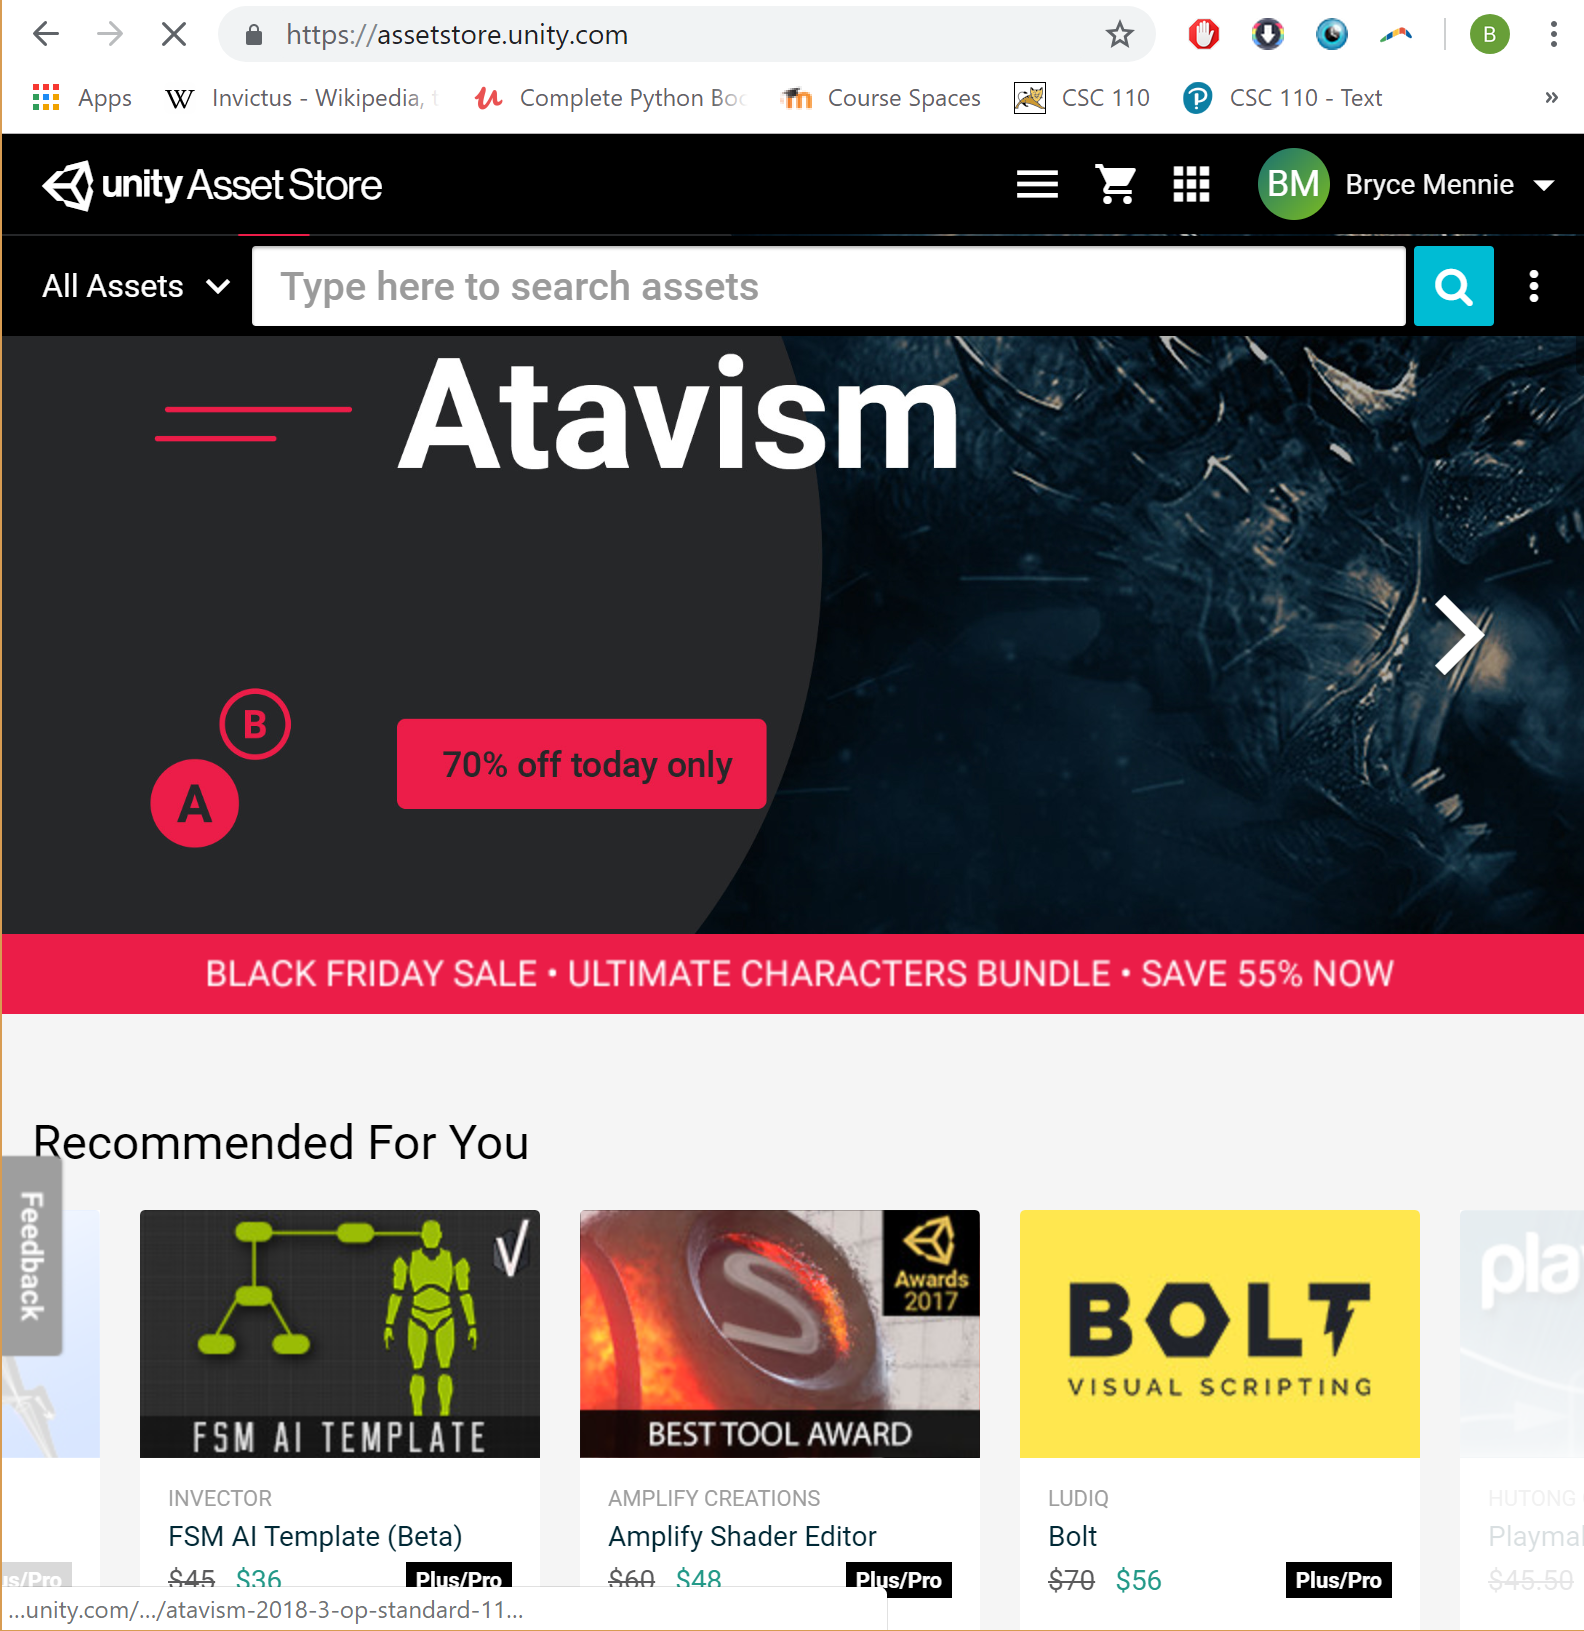 https://assetstore.unity.com
B
Apps
Invictus - Wikipedia, t
Complete Python Boo
Course Spaces
CSC 110
CSC 110 - Text
»
unity Asset Store
BM
Bryce Mennie
All Assets
Type here to search assets
Atavism
B
A
70% off today only
BLACK FRIDAY SALE • ULTIMATE CHARACTERS BUNDLE • SAVE 55% NOW
Recommended For You
Feedback
FSM AI TEMPLATE
Awards
2017
BEST TOOL AWARD
BOLT
VISUAL SCRIPTING
pla
INVECTOR
FSM AI Template (Beta)
$45 $36 Plus/Pro
AMPLIFY CREATIONS
Amplify Shader Editor
$60 $48 Plus/Pro
LUDIQ
Bolt
$70 $56 Plus/Pro
HUTONG
Playmak
$45.50
us/Pro
...unity.com/.../atavism-2018-3-op-standard-11...